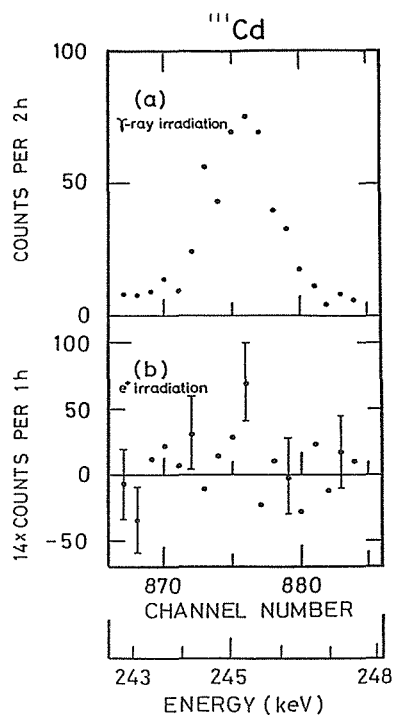 ¹¹¹Cd
100
(a)
γ-ray irradiation
50
0
COUNTS PER 2h
100
(b)
e⁺ irradiation
50
0
-50
14×COUNTS PER 1h
870
880
CHANNEL NUMBER
243
245
248
ENERGY (keV)